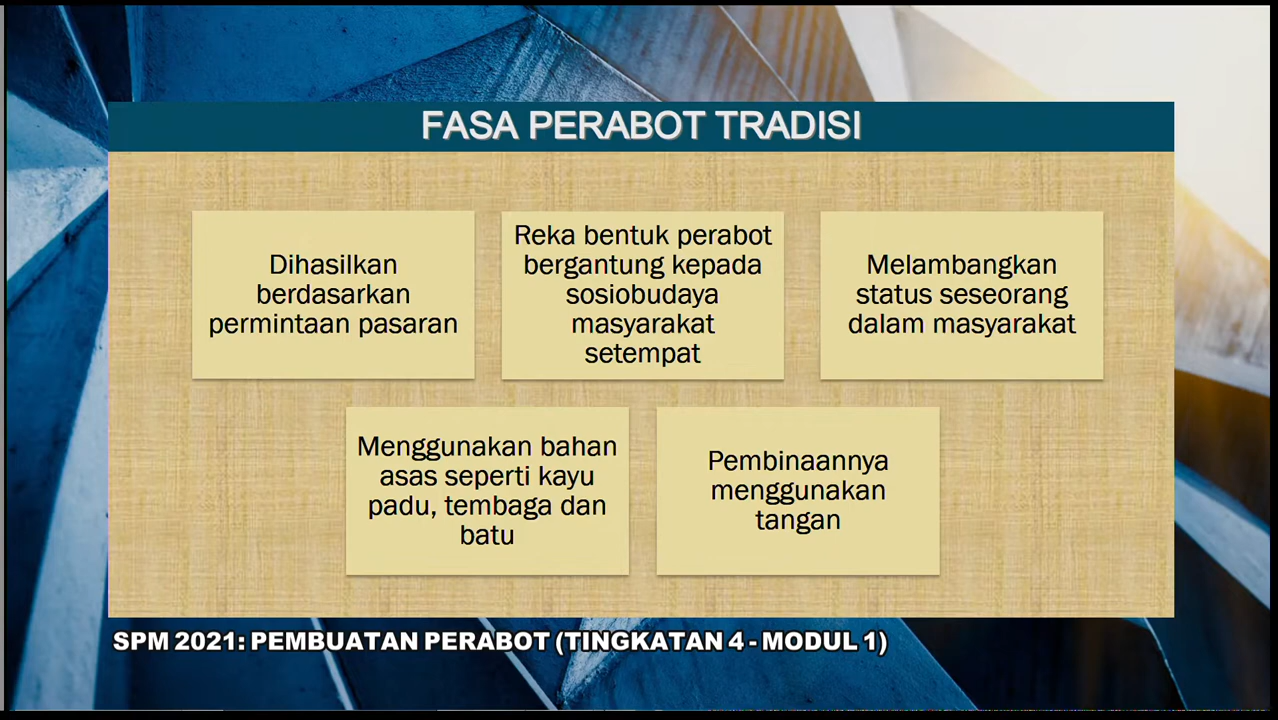 FASA PERABOT TRADISI
Dihasilkan
berdasarkan
permintaan pasaran
Reka bentuk perabot
bergantung kepada
sosiobudaya
masyarakat
setempat
Melambangkan
status seseorang
dalam masyarakat
Menggunakan bahan
asas seperti kayu
padu, tembaga dan
batu
Pembinaannya
menggunakan
tangan
SPM 2021: PEMBUATAN PERABOT (TINGKATAN 4 - MODUL 1)